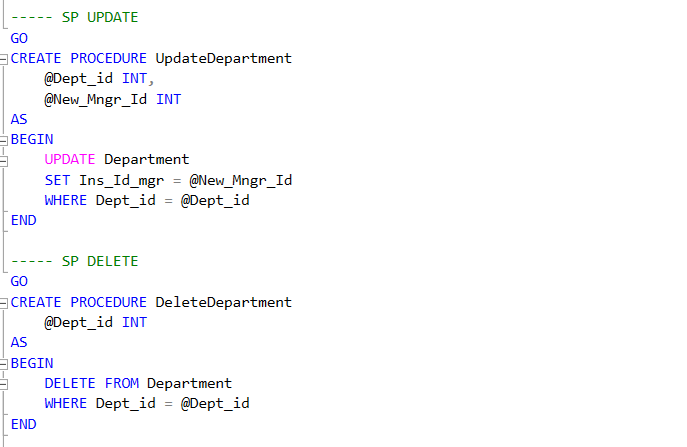 ----- SP UPDATE
GO
CREATE PROCEDURE UpdateDepartment
    @Dept_id INT,
    @New_Mngr_Id INT
AS
BEGIN
    UPDATE Department
    SET Ins_Id_mgr = @New_Mngr_Id
    WHERE Dept_id = @Dept_id
END

----- SP DELETE
GO
CREATE PROCEDURE DeleteDepartment
    @Dept_id INT
AS
BEGIN
    DELETE FROM Department
    WHERE Dept_id = @Dept_id
END